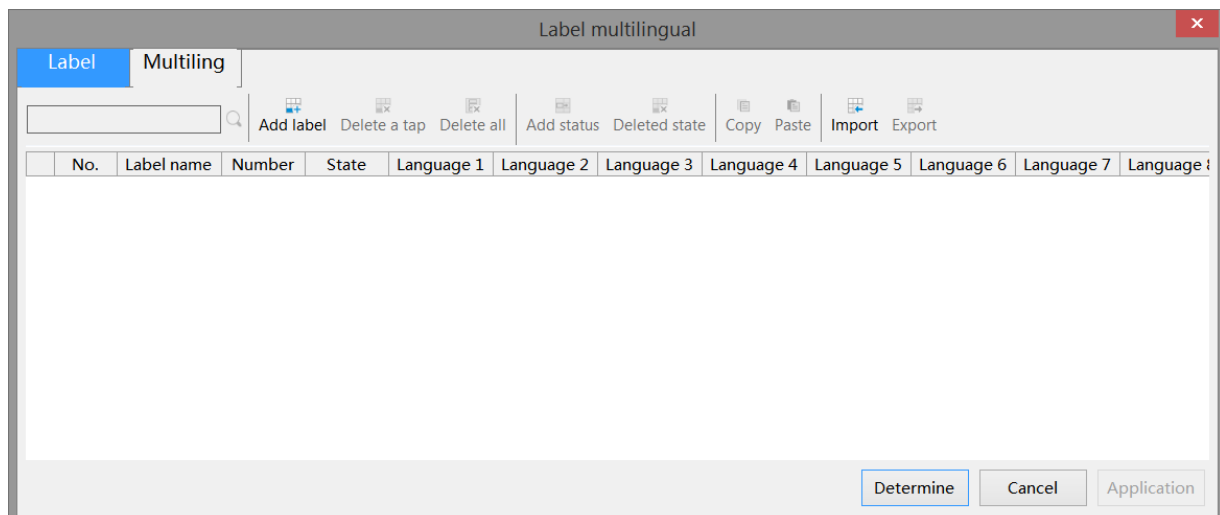 Label multilingual
Label Multiling
Add label Delete a tap Delete all Add status Deleted state Copy Paste Import Export
No. Label name Number State Language 1 Language 2 Language 3 Language 4 Language 5 Language 6 Language 7 Language 8
Determine Cancel Application